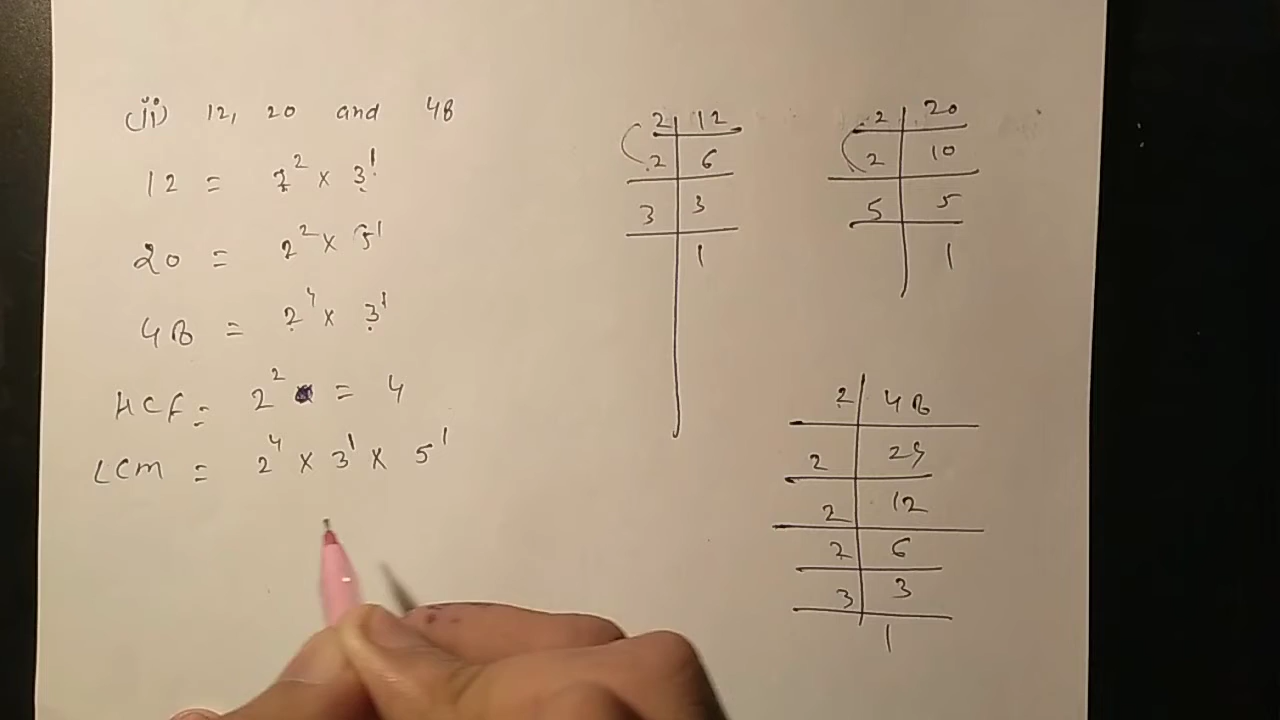 (ii) 12, 20 and 48
12 = 2² × 3¹
20 = 2² × 5¹
48 = 2⁴ × 3¹
HCF = 2² = 4
LCM = 2⁴ × 3¹ × 5¹
2 12
2 6
3 3
1
2 20
2 10
5 5
1
2 48
2 24
2 12
2 6
3 3
1